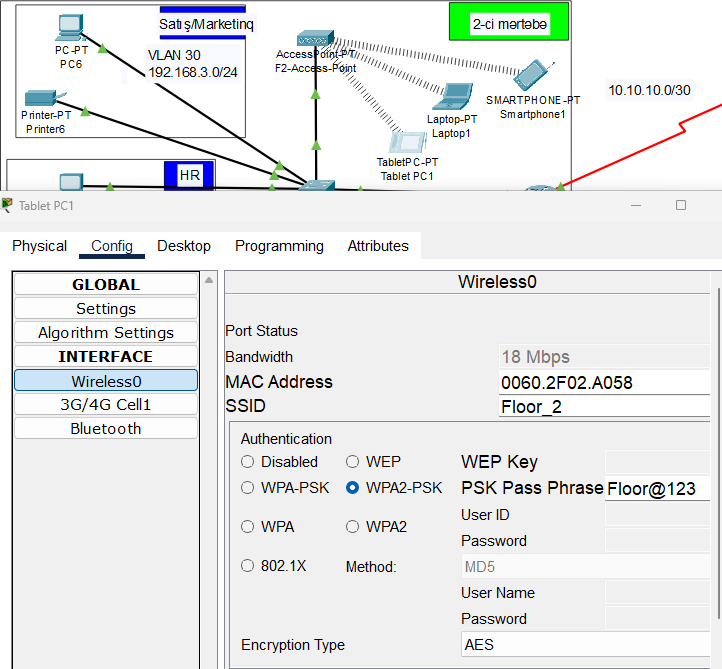 Satış/Marketinq
2-ci mərtəbə
PC-PT
PC6
VLAN 30
192.168.3.0/24
AccessPoint-PT
F2-Access-Point
10.10.10.0/30
SMARTPHONE-PT
Smartphone1
Printer-PT
Printer6
Laptop-PT
Laptop1
TabletPC-PT
Tablet PC1
HR
Tablet PC1
Physical Config Desktop Programming Attributes
GLOBAL
Settings
Algorithm Settings
INTERFACE
Wireless0
3G/4G Cell1
Bluetooth
Wireless0
Port Status
Bandwidth 18 Mbps
MAC Address 0060.2F02.A058
SSID Floor_2
Authentication
Disabled WEP WEP Key
WPA-PSK WPA2-PSK PSK Pass Phrase Floor@123
User ID
WPA WPA2
Password
802.1X Method: MD5
User Name
Password
Encryption Type AES